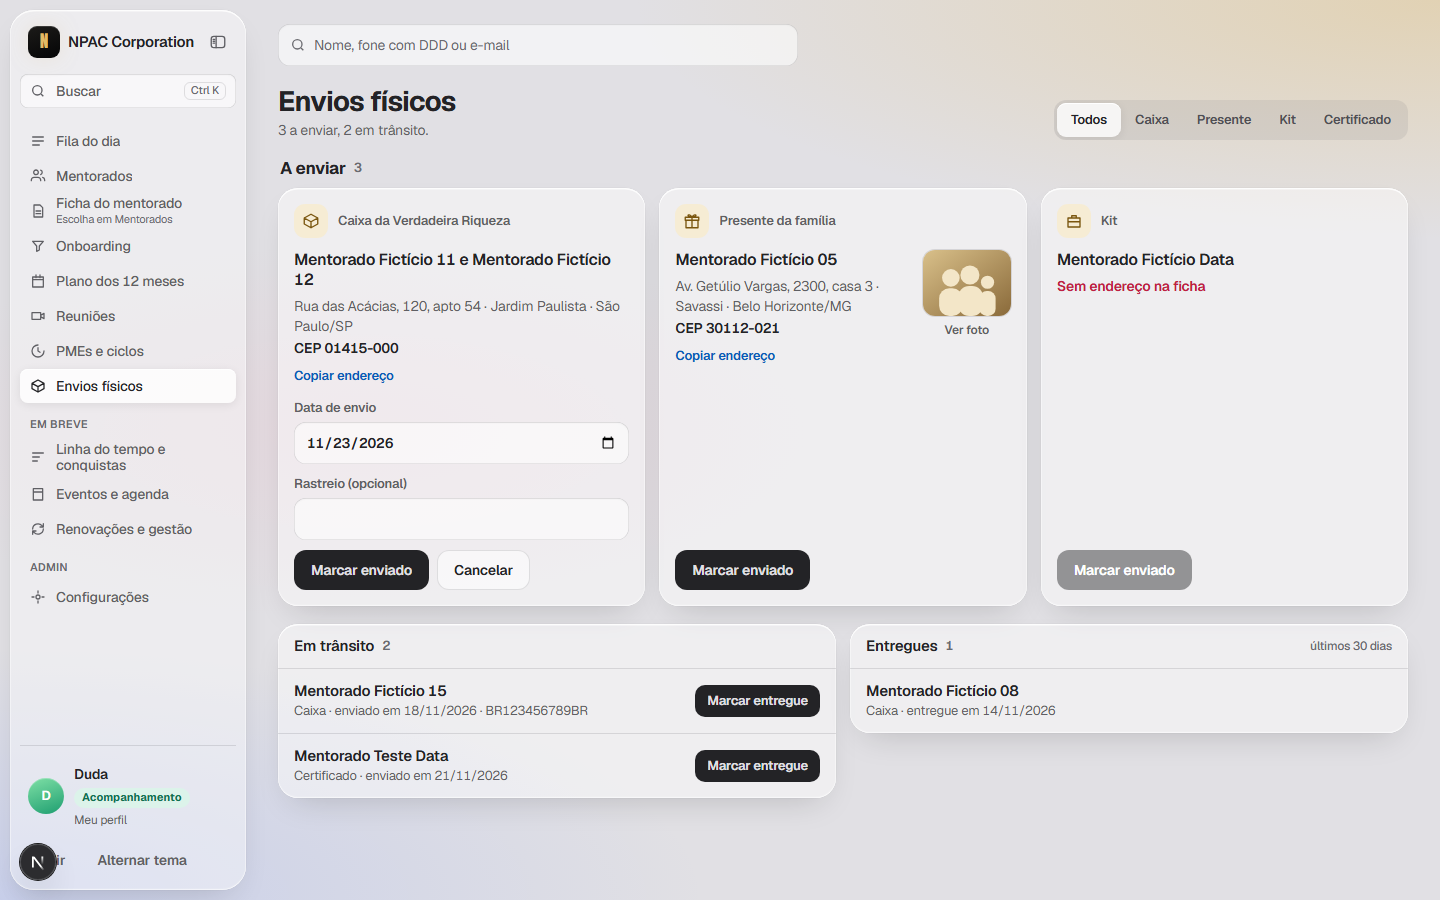 NPAC Corporation
Buscar
Ctrl K
Fila do dia
Mentorados
Ficha do mentorado
Escolha em Mentorados
Onboarding
Plano dos 12 meses
Reuniões
PMEs e ciclos
Envios físicos
EM BREVE
Linha do tempo e
conquistas
Eventos e agenda
Renovações e gestão
ADMIN
Configurações
D
Duda
Acompanhamento
Meu perfil
N
ir
Alternar tema
Nome, fone com DDD ou e-mail
Envios físicos
3 a enviar, 2 em trânsito.
Todos
Caixa
Presente
Kit
Certificado
A enviar 3
Caixa da Verdadeira Riqueza
Mentorado Fictício 11 e Mentorado Fictício
12
Rua das Acácias, 120, apto 54 · Jardim Paulista · São
Paulo/SP
CEP 01415-000
Copiar endereço
Data de envio
11/23/2026
Rastreio (opcional)
Marcar enviado
Cancelar
Presente da família
Mentorado Fictício 05
Av. Getúlio Vargas, 2300, casa 3 ·
Savassi · Belo Horizonte/MG
CEP 30112-021
Copiar endereço
Ver foto
Marcar enviado
Kit
Mentorado Fictício Data
Sem endereço na ficha
Marcar enviado
Em trânsito 2
Mentorado Fictício 15
Caixa · enviado em 18/11/2026 · BR123456789BR
Marcar entregue
Mentorado Teste Data
Certificado · enviado em 21/11/2026
Marcar entregue
Entregues 1
últimos 30 dias
Mentorado Fictício 08
Caixa · entregue em 14/11/2026